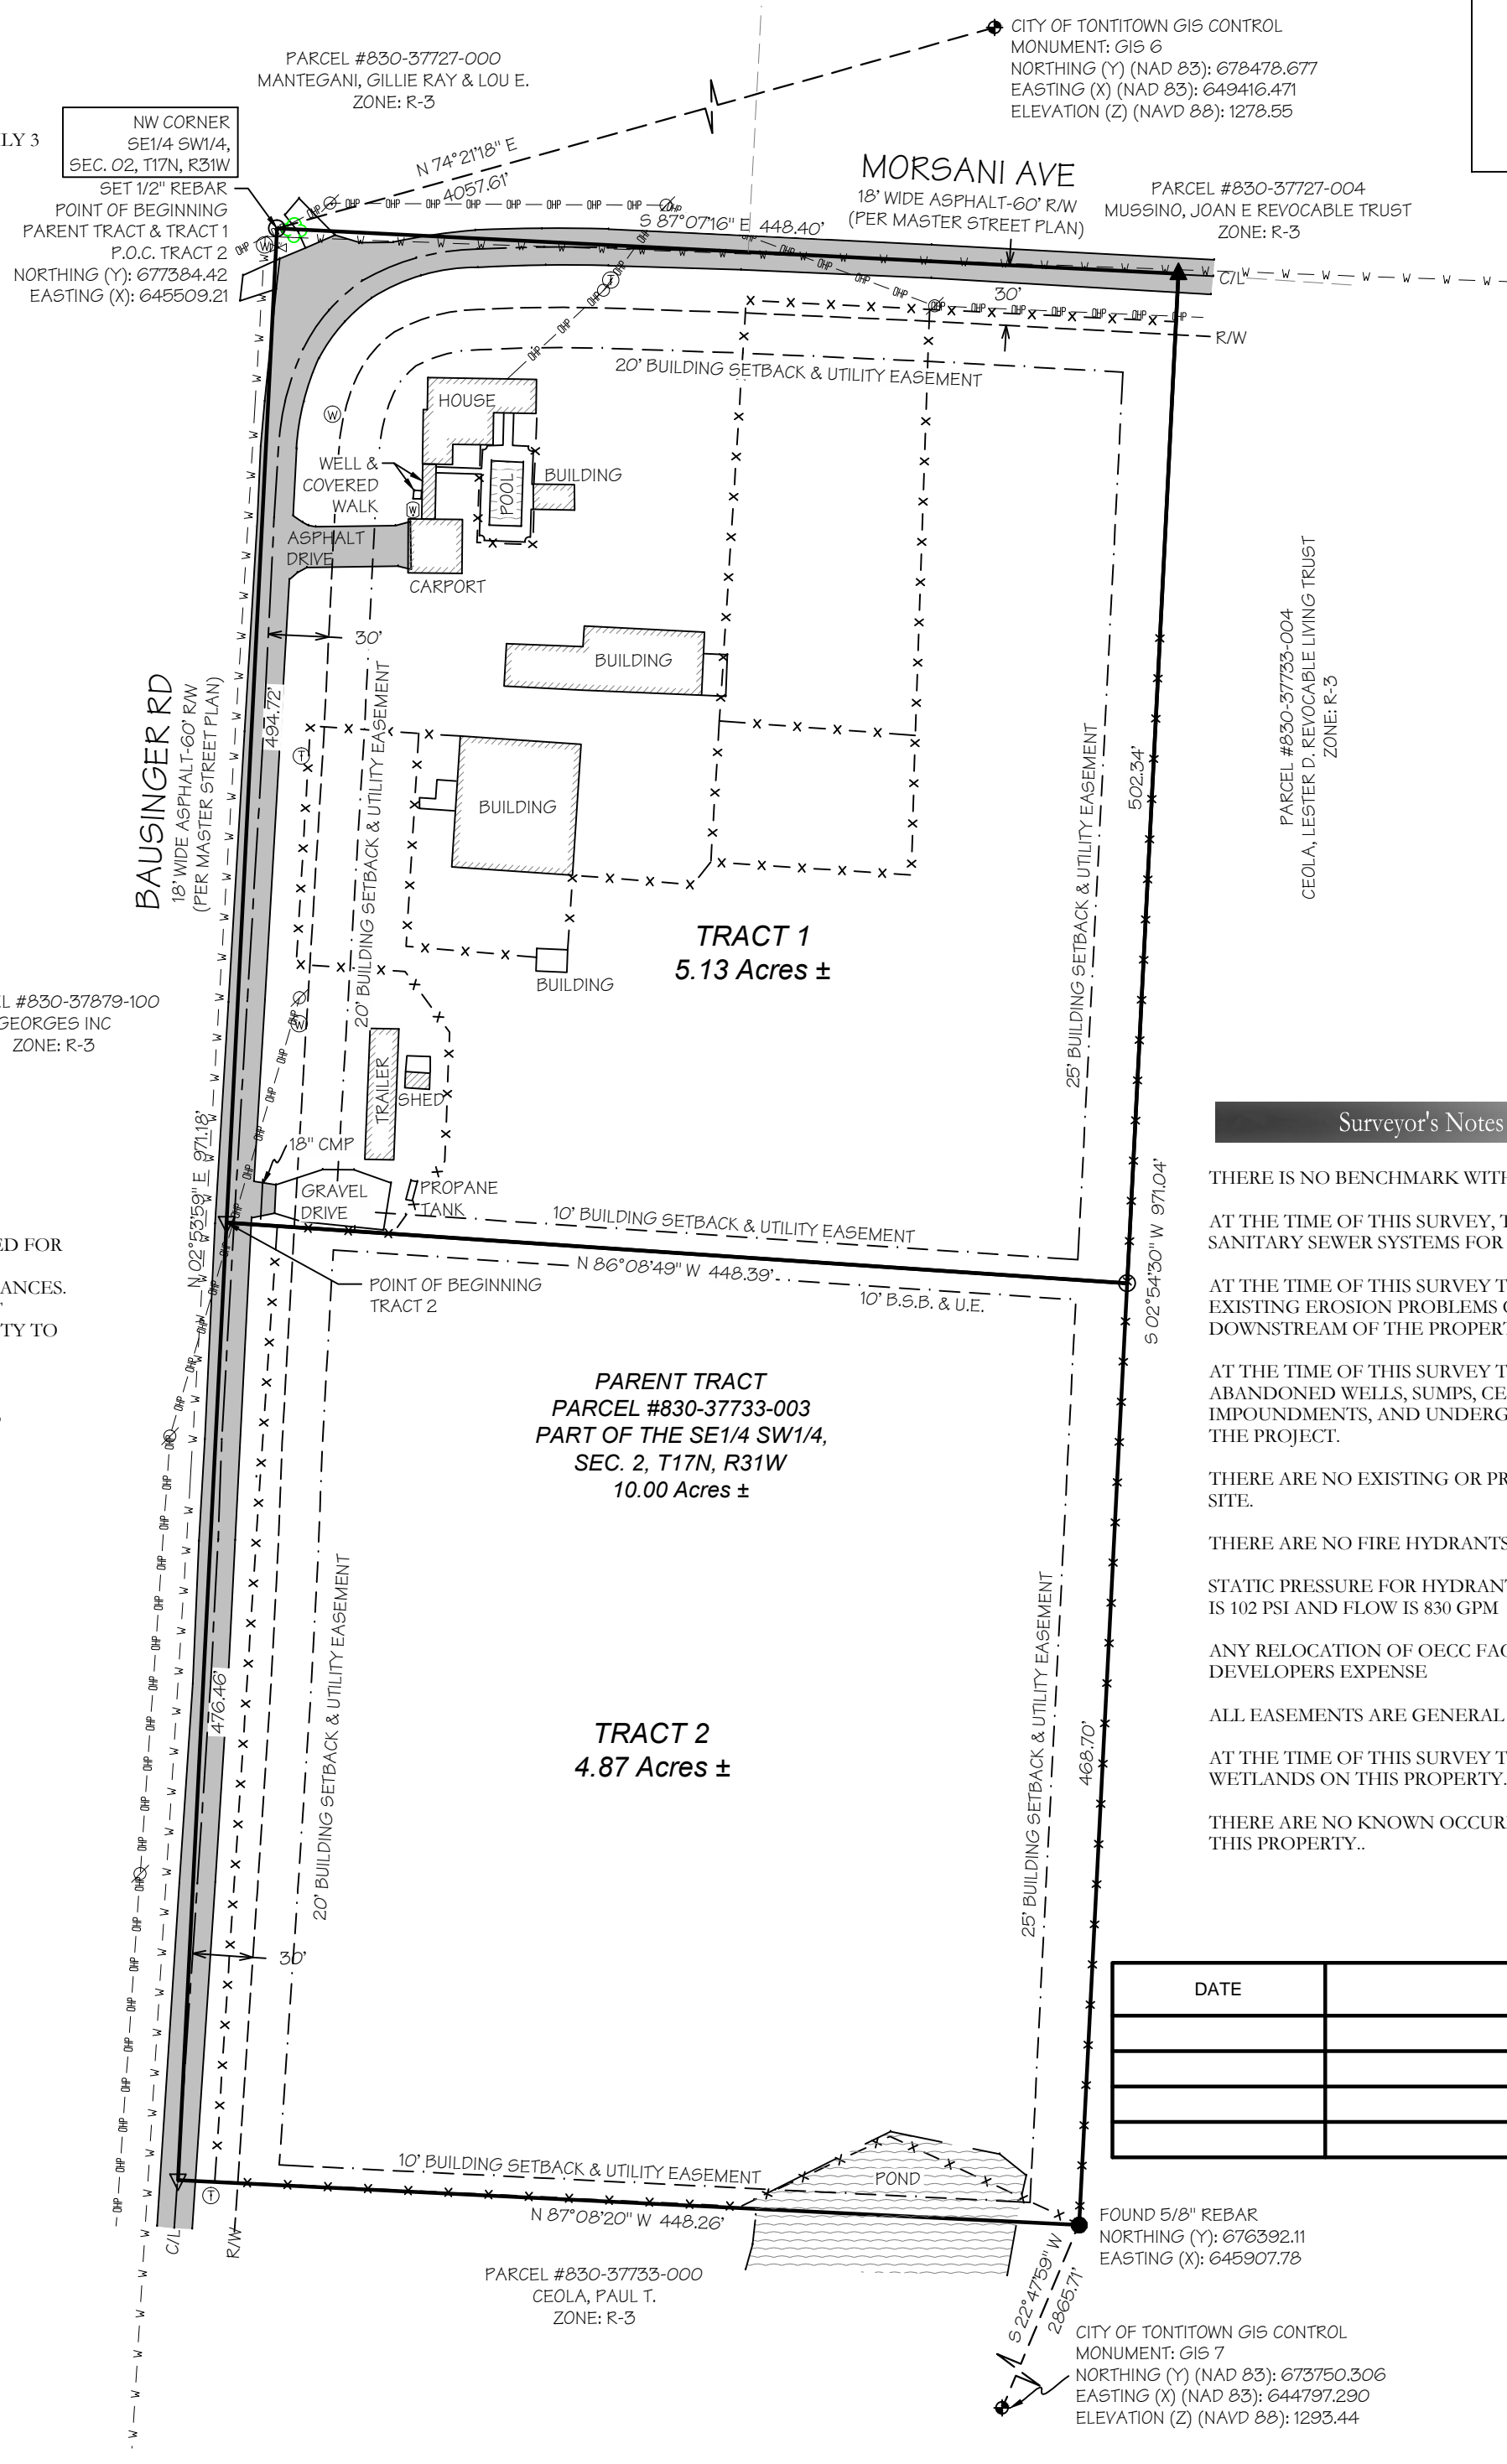 CITY OF TONTITOWN GIS CONTROL
MONUMENT: GIS 6
NORTHING (Y) (NAD 83): 678478.677
EASTING (X) (NAD 83): 649416.471
ELEVATION (Z) (NAVD 88): 1278.55
PARCEL #830-37727-000
MANTEGANI, GILLIE RAY & LOU E.
ZONE: R-3
LY 3
NW CORNER
SE1/4 SW1/4,
SEC. 02, T17N, R31W
SET 1/2" REBAR
POINT OF BEGINNING
PARENT TRACT & TRACT 1
P.O.C. TRACT 2
NORTHING (Y): 677384.42
EASTING (X): 645509.21
N 74°21'18" E
4057.61'
MORSANI AVE
18' WIDE ASPHALT-60' R/W
(PER MASTER STREET PLAN)
PARCEL #830-37727-004
MUSSINO, JOAN E REVOCABLE TRUST
ZONE: R-3
S 87°07'16" E 448.40'
C/L
30'
R/W
20' BUILDING SETBACK & UTILITY EASEMENT
HOUSE
WELL &
COVERED
WALK
POOL
BUILDING
ASPHALT
DRIVE
CARPORT
30'
BUILDING
BAUSINGER RD
18' WIDE ASPHALT-60' R/W
(PER MASTER STREET PLAN)
494.72'
20' BUILDING SETBACK & UTILITY EASEMENT
BUILDING
BUILDING
TRACT 1
5.13 Acres ±
25' BUILDING SETBACK & UTILITY EASEMENT
502.34'
PARCEL #830-37733-004
CEOLA, LESTER D. REVOCABLE LIVING TRUST
ZONE: R-3
L #830-37879-100
GEORGES INC
ZONE: R-3
TRAILER
SHED
18" CMP
GRAVEL
DRIVE
PROPANE
TANK
N 02°53'59" E 971.18'
10' BUILDING SETBACK & UTILITY EASEMENT
N 86°08'49" W 448.39'
10' B.S.B. & U.E.
S 02°54'30" W 971.04'
POINT OF BEGINNING
TRACT 2
ED FOR
ANCES.
TY TO
PARENT TRACT
PARCEL #830-37733-003
PART OF THE SE1/4 SW1/4,
SEC. 2, T17N, R31W
10.00 Acres ±
476.46'
20' BUILDING SETBACK & UTILITY EASEMENT
TRACT 2
4.87 Acres ±
25' BUILDING SETBACK & UTILITY EASEMENT
468.70'
30'
10' BUILDING SETBACK & UTILITY EASEMENT
POND
N 87°08'20" W 448.26'
C/L
R/W
PARCEL #830-37733-000
CEOLA, PAUL T.
ZONE: R-3
FOUND 5/8" REBAR
NORTHING (Y): 676392.11
EASTING (X): 645907.78
S 22°47'59" W
2865.71'
CITY OF TONTITOWN GIS CONTROL
MONUMENT: GIS 7
NORTHING (Y) (NAD 83): 673750.306
EASTING (X) (NAD 83): 644797.290
ELEVATION (Z) (NAVD 88): 1293.44
Surveyor's Notes
THERE IS NO BENCHMARK WITH
AT THE TIME OF THIS SURVEY, T
SANITARY SEWER SYSTEMS FOR
AT THE TIME OF THIS SURVEY T
EXISTING EROSION PROBLEMS O
DOWNSTREAM OF THE PROPERT
AT THE TIME OF THIS SURVEY T
ABANDONED WELLS, SUMPS, CE
IMPOUNDMENTS, AND UNDERG
THE PROJECT.
THERE ARE NO EXISTING OR PR
SITE.
THERE ARE NO FIRE HYDRANTS
STATIC PRESSURE FOR HYDRANT
IS 102 PSI AND FLOW IS 830 GPM
ANY RELOCATION OF OECC FAC
DEVELOPERS EXPENSE
ALL EASEMENTS ARE GENERAL
AT THE TIME OF THIS SURVEY T
WETLANDS ON THIS PROPERTY.
THERE ARE NO KNOWN OCCUR
THIS PROPERTY..
DATE